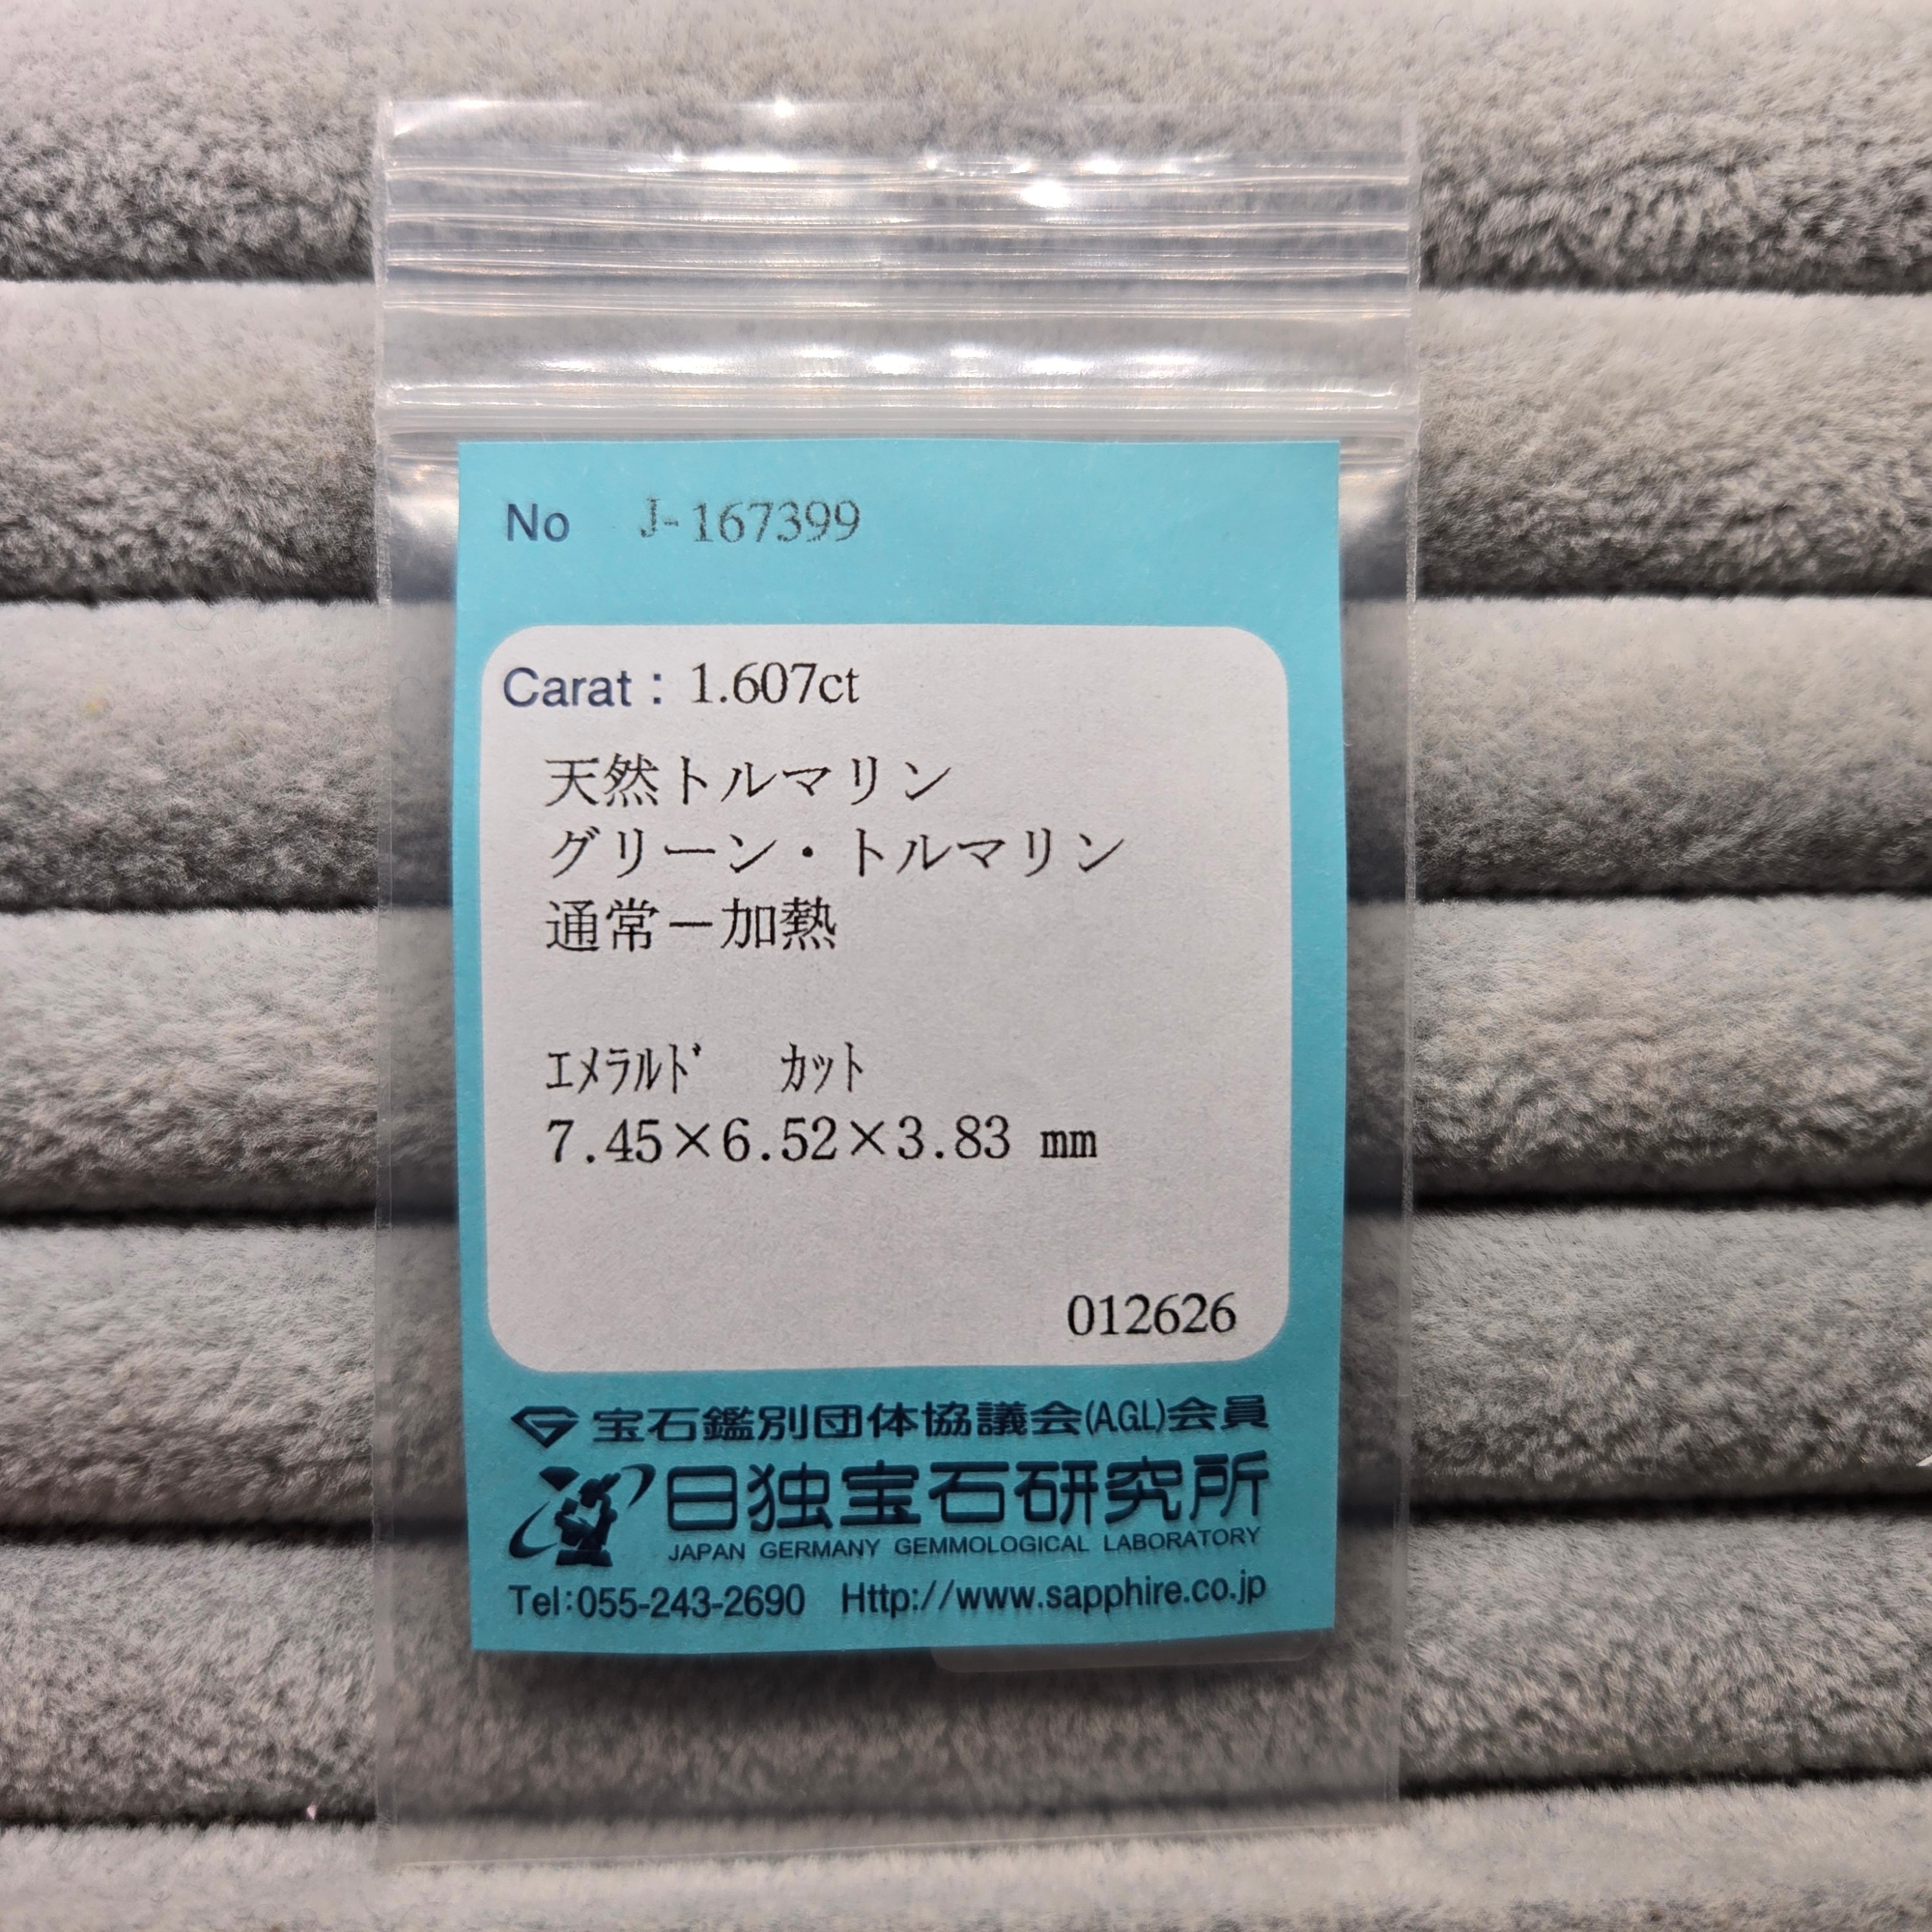 No J-167399
Carat : 1.607ct
天然トルマリン
グリーン・トルマリン
通常－加熱
ｴﾒﾗﾙﾄﾞ ｶｯﾄ
7.45×6.52×3.83 mm
012626
宝石鑑別団体協議会(AGL)会員
日独宝石研究所
JAPAN GERMANY GEMMOLOGICAL LABORATORY
Tel:055-243-2690 Http://www.sapphire.co.jp